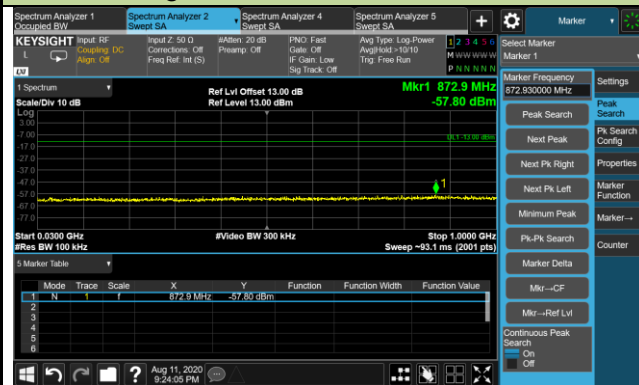 Spectrum Analyzer 1
Occupied BW
Spectrum Analyzer 2
Swept SA
Spectrum Analyzer 4
Swept SA
Spectrum Analyzer 5
Swept SA
+
Marker
KEYSIGHT
L
LXI
Input: RF
Coupling: DC
Align: Off
Input Z: 50 Ω
Corrections: Off
Freq Ref: Int (S)
#Atten: 20 dB
Preamp: Off
PNO: Fast
Gate: Off
IF Gain: Low
Sig Track: Off
Avg Type: Log-Power
Avg|Hold:>10/10
Trig: Free Run
1 2 3 4 5 6
M W W W W W
P N N N N N
Select Marker
Marker 1
1 Spectrum
Scale/Div 10 dB
Log
Ref Lvl Offset 13.00 dB
Ref Level 13.00 dBm
Mkr1 872.9 MHz
-57.80 dBm
3.00
-7.00
-17.0
-27.0
-37.0
-47.0
-57.0
-67.0
-77.0
DL1 -13.00 dBm
1
Start 0.0300 GHz
#Res BW 100 kHz
#Video BW 300 kHz
Stop 1.0000 GHz
Sweep ~93.1 ms (2001 pts)
5 Marker Table
Mode Trace Scale X Y Function Function Width Function Value
1 N 1 f 872.9 MHz -57.80 dBm
2
3
4
5
6
Marker Frequency
872.930000 MHz
Peak Search
Next Peak
Next Pk Right
Next Pk Left
Minimum Peak
Pk-Pk Search
Marker Delta
Mkr→CF
Mkr→Ref Lvl
Continuous Peak
Search
On
Off
Settings
Peak
Search
Pk Search
Config
Properties
Marker
Function
Marker→
Counter
?
Aug 11, 2020
9:24:05 PM